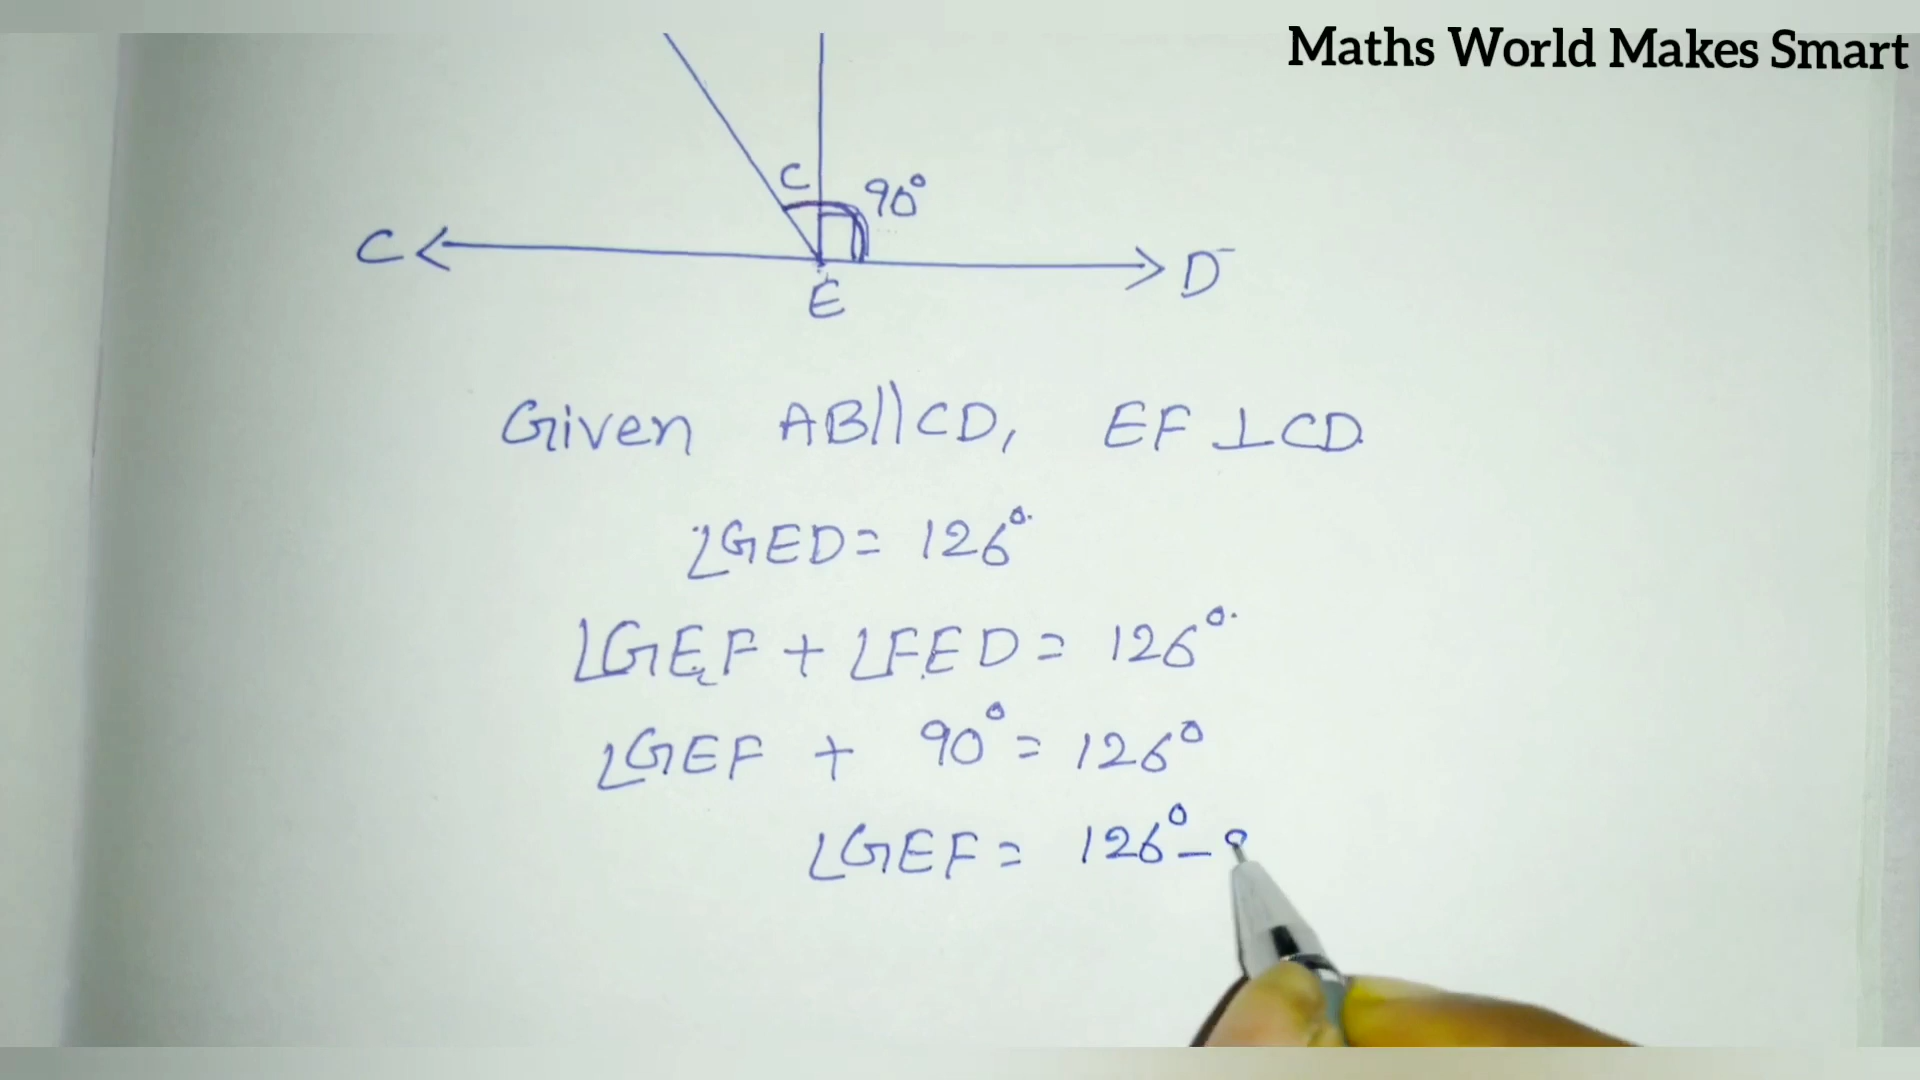 Maths World Makes Smart
C 90°
C D
E
Given AB||CD, EF⊥CD
∠GED = 126°
∠GEF + ∠FED = 126°
∠GEF + 90° = 126°
∠GEF = 126° -